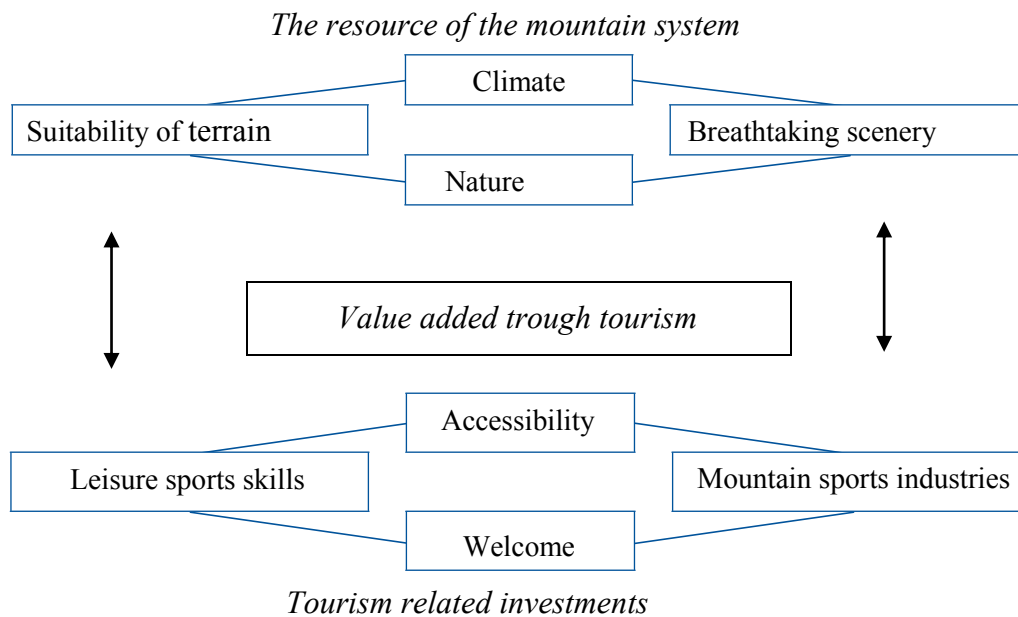 The resource of the mountain system
Climate
Suitability of terrain
Breathtaking scenery
Nature
Value added trough tourism
Accessibility
Leisure sports skills
Mountain sports industries
Welcome
Tourism related investments